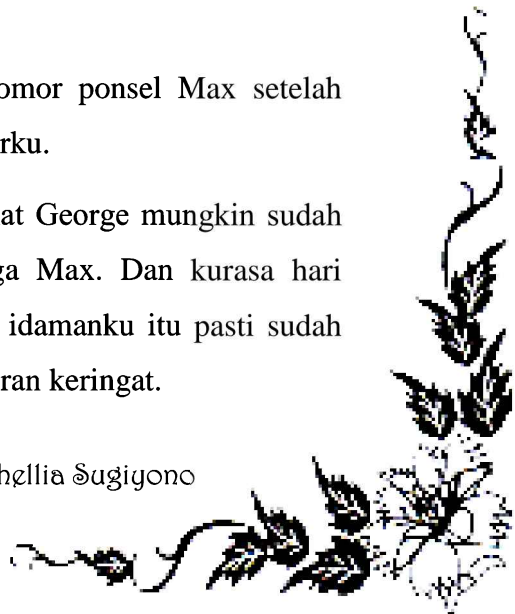 omor ponsel Max setelah
rku.
at George mungkin sudah
ga Max. Dan kurasa hari
idamanku itu pasti sudah
ran keringat.
hellia Sugiyono